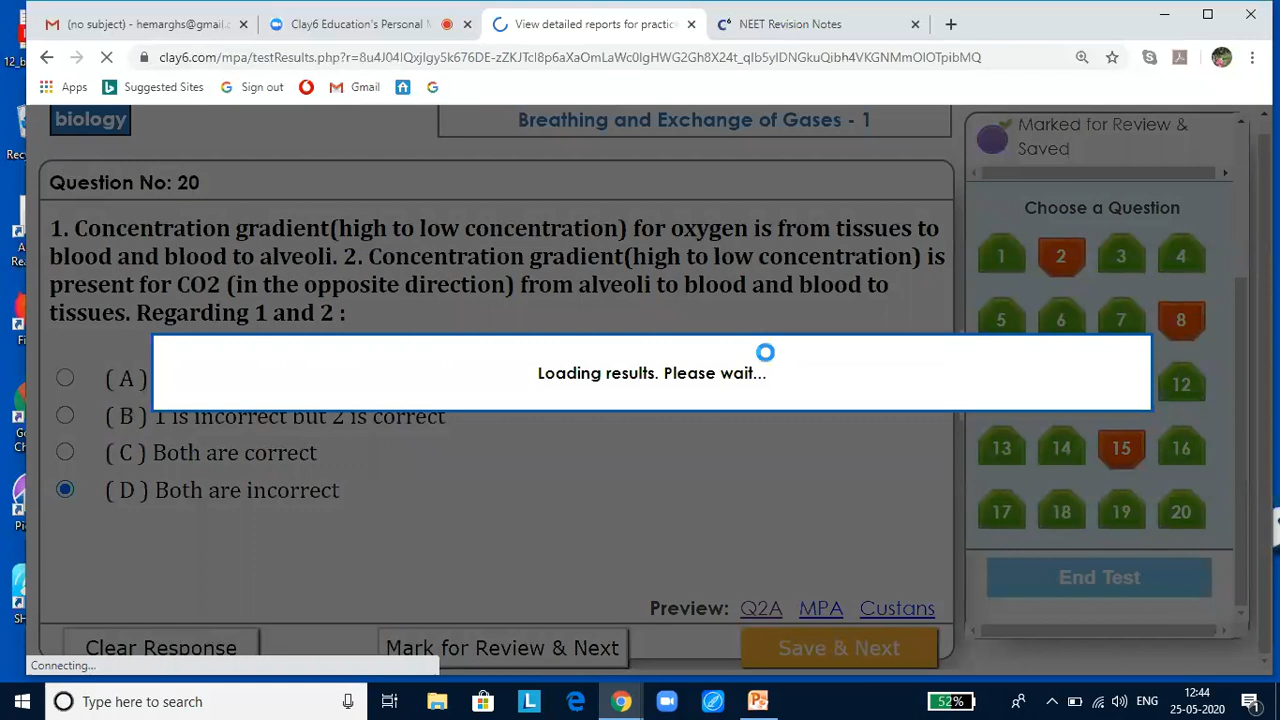 (no subject) - hemarghs@gmail.c
Clay6 Education's Personal M
View detailed reports for practice
NEET Revision Notes
clay6.com/mpa/testResults.php?r=8u4J04IQxjIgy5k676DE-zZKJTcI8p6aXaOmLaWc0IgHWG2Gh8X24t_qIb5yIDNGkuQibh4VKGNMmOIOTpibMQ
Apps
Suggested Sites
Sign out
Gmail
biology
Breathing and Exchange of Gases - 1
Marked for Review &
Saved
Question No: 20
1. Concentration gradient(high to low concentration) for oxygen is from tissues to
blood and blood to alveoli. 2. Concentration gradient(high to low concentration) is
present for CO2 (in the opposite direction) from alveoli to blood and blood to
tissues. Regarding 1 and 2 :
Loading results. Please wait...
( A )
( B ) 1 is incorrect but 2 is correct
( C ) Both are correct
( D ) Both are incorrect
Choose a Question
1 2 3 4
5 6 7 8
12
13 14 15 16
17 18 19 20
End Test
Preview: Q2A MPA Custans
Clear Response
Mark for Review & Next
Save & Next
Connecting...
Type here to search
52%
ENG
12:44
25-05-2020
1